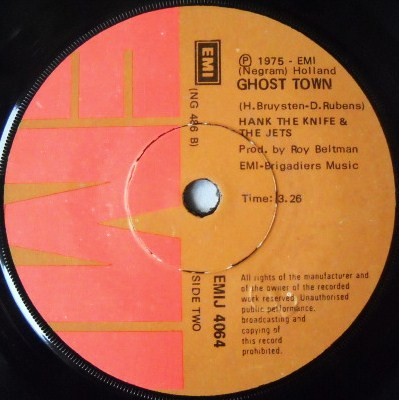 EMI
EMI
Ⓟ 1975 - EMI
(Negram) Holland
GHOST TOWN
(H.Bruysten-D.Rubens)
HANK THE KNIFE &
THE JETS
Prod. by Roy Beltman
EMI-Brigadiers Music
Time: 3.26
(NG 486 B)
EMIJ 4064
SIDE TWO
All rights of the manufacturer and
of the owner of the recorded
work reserved. Unauthorised
public performance,
broadcasting and
copying of
this record
prohibited.